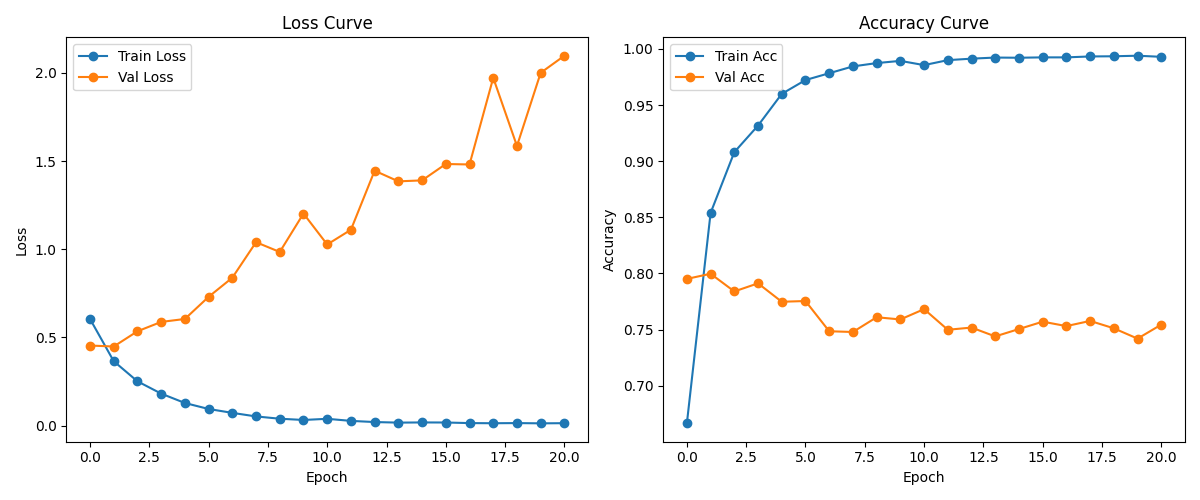 Loss Curve
Train Loss
Val Loss
2.0
1.5
1.0
0.5
0.0
Loss
0.0 2.5 5.0 7.5 10.0 12.5 15.0 17.5 20.0
Epoch
Accuracy Curve
Train Acc
Val Acc
1.00
0.95
0.90
0.85
0.80
0.75
0.70
Accuracy
0.0 2.5 5.0 7.5 10.0 12.5 15.0 17.5 20.0
Epoch